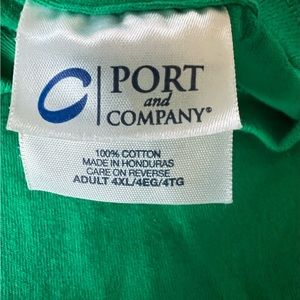 PORT
and
COMPANY®
100% COTTON
MADE IN HONDURAS
CARE ON REVERSE
ADULT 4XL/4EG/4TG